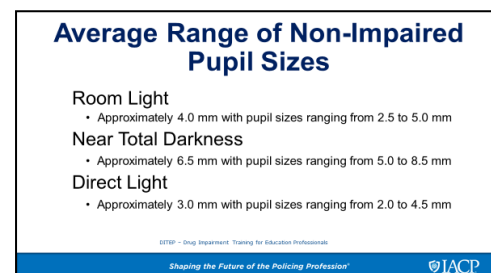 Average Range of Non-Impaired
Pupil Sizes
Room Light
• Approximately 4.0 mm with pupil sizes ranging from 2.5 to 5.0 mm
Near Total Darkness
• Approximately 6.5 mm with pupil sizes ranging from 5.0 to 8.5 mm
Direct Light
• Approximately 3.0 mm with pupil sizes ranging from 2.0 to 4.5 mm
DITEP – Drug Impairment Training for Education Professionals
Shaping the Future of the Policing Profession®
IACP